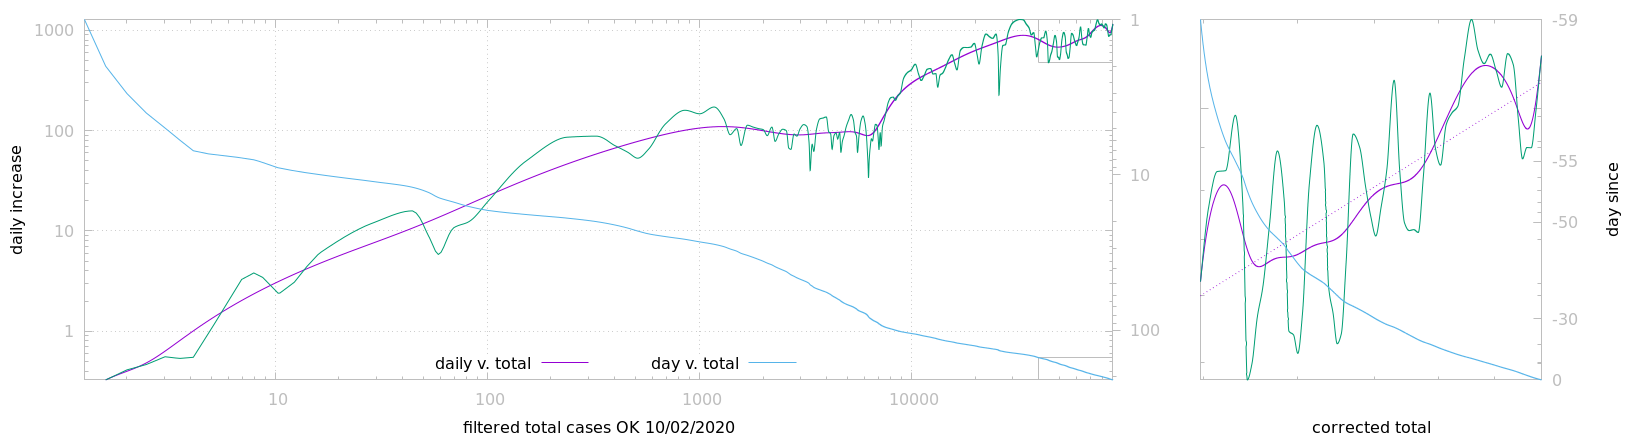 daily increase
1000
100
10
1
daily v. total
day v. total
10
100
1000
10000
filtered total cases OK 10/02/2020
1
10
100
-59
-55
-50
-30
0
day since
corrected total